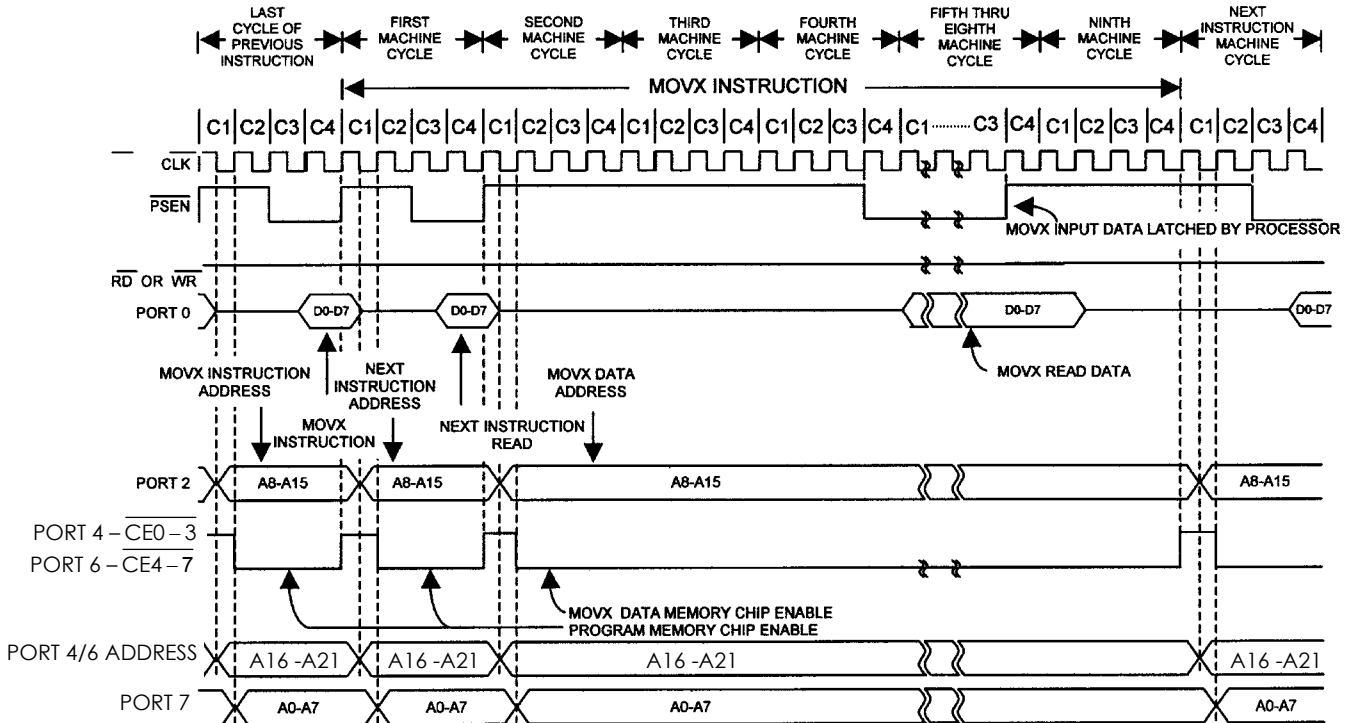 LAST CYCLE OF PREVIOUS INSTRUCTION
FIRST MACHINE CYCLE
SECOND MACHINE CYCLE
THIRD MACHINE CYCLE
FOURTH MACHINE CYCLE
FIFTH THRU EIGHTH MACHINE CYCLE
NINTH MACHINE CYCLE
NEXT INSTRUCTION MACHINE CYCLE
MOVX INSTRUCTION
C1 C2 C3 C4 C1 C2 C3 C4 C1 C2 C3 C4 C1 C2 C3 C4 C1 ........ C3 C4 C1 C2 C3 C4 C1 C2 C3 C4
CLK
PSEN
MOVX INPUT DATA LATCHED BY PROCESSOR
RD OR WR
PORT 0
D0-D7
D0-D7
D0-D7
D0-D7
MOVX INSTRUCTION ADDRESS
NEXT INSTRUCTION ADDRESS
MOVX DATA ADDRESS
MOVX READ DATA
MOVX INSTRUCTION
NEXT INSTRUCTION READ
PORT 2
A8-A15
A8-A15
A8-A15
A8-A15
PORT 4 – CE0 – 3
PORT 6 – CE4 – 7
MOVX DATA MEMORY CHIP ENABLE
PROGRAM MEMORY CHIP ENABLE
PORT 4/6 ADDRESS
A16 -A21
A16 -A21
A16 -A21
A16 -A21
PORT 7
A0-A7
A0-A7
A0-A7
A0-A7